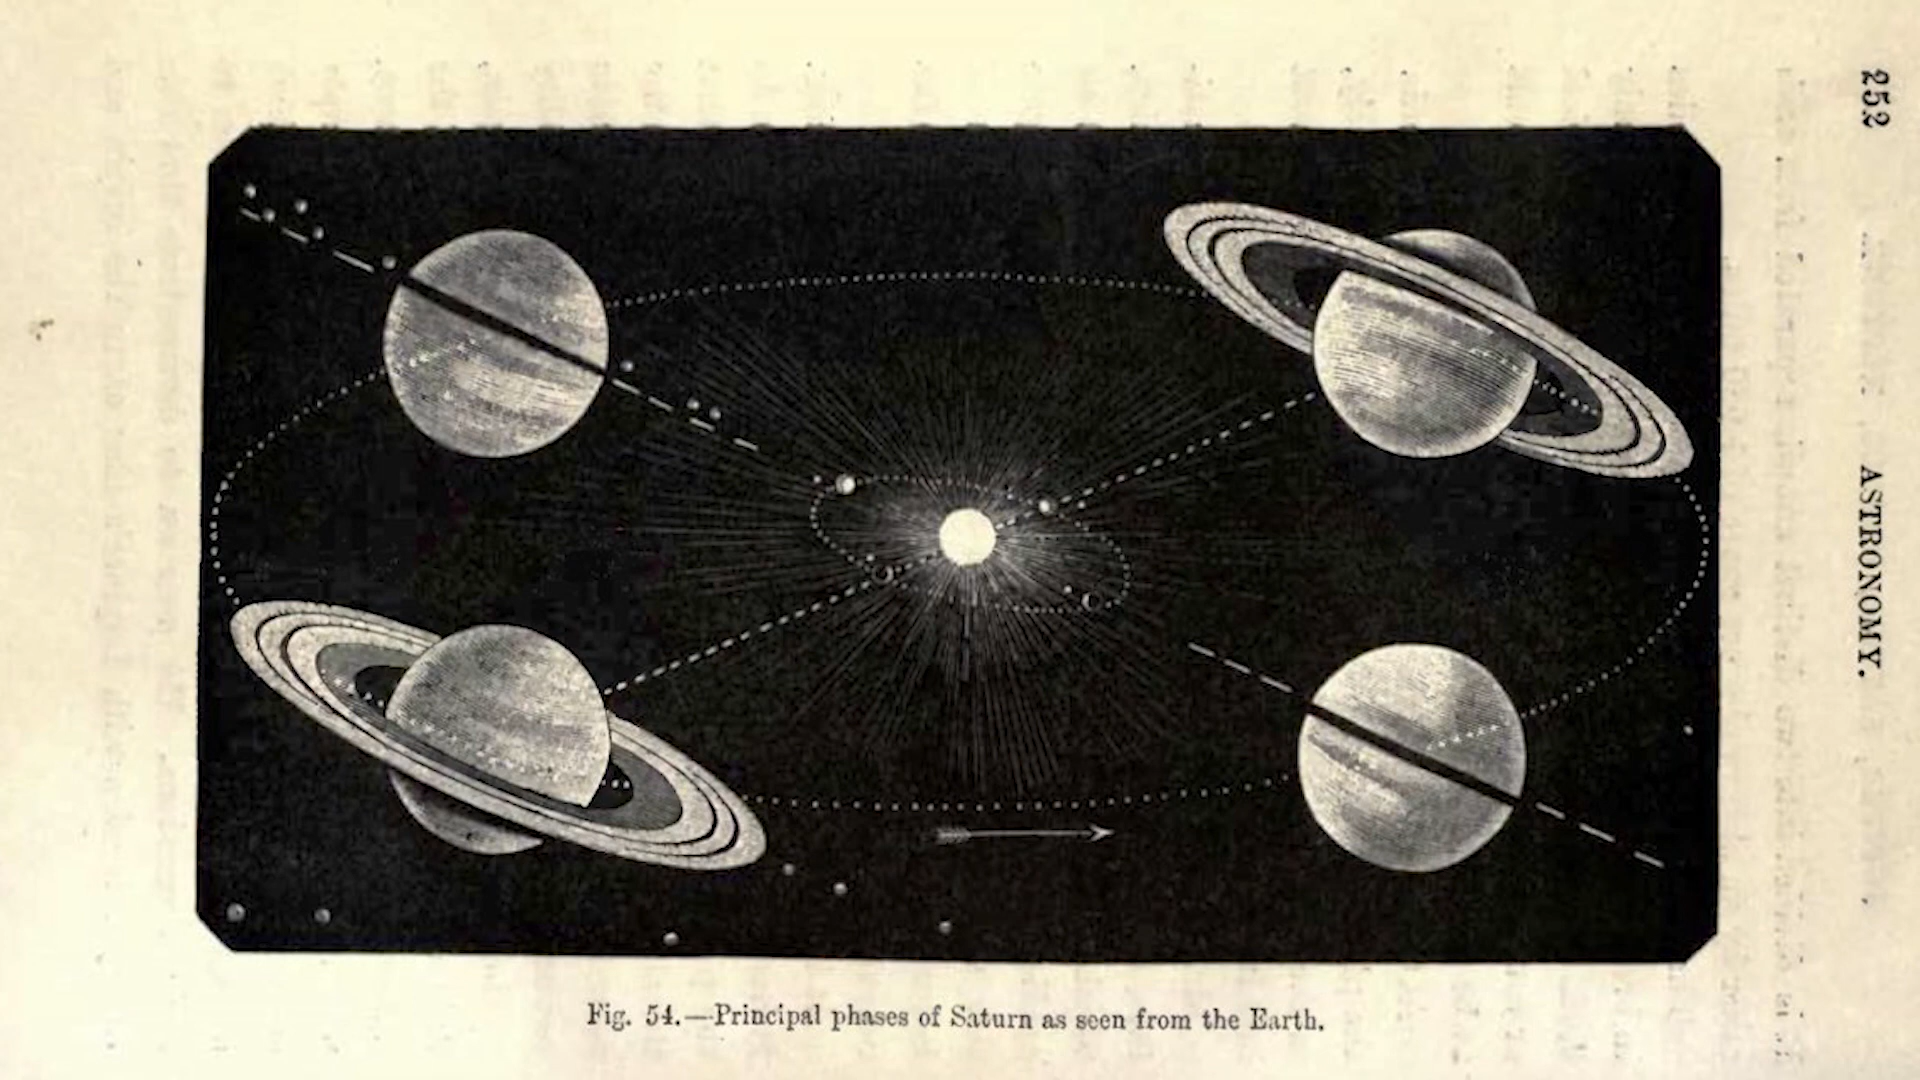 252
ASTRONOMY.
Fig. 54.—Principal phases of Saturn as seen from the Earth.